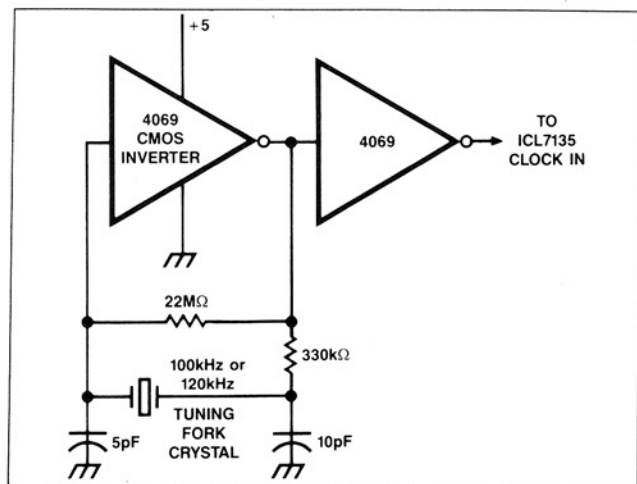 +5
4069
CMOS
INVERTER
4069
TO
ICL7135
CLOCK IN
22MΩ
330kΩ
100kHz or
120kHz
TUNING
FORK
CRYSTAL
5pF
10pF